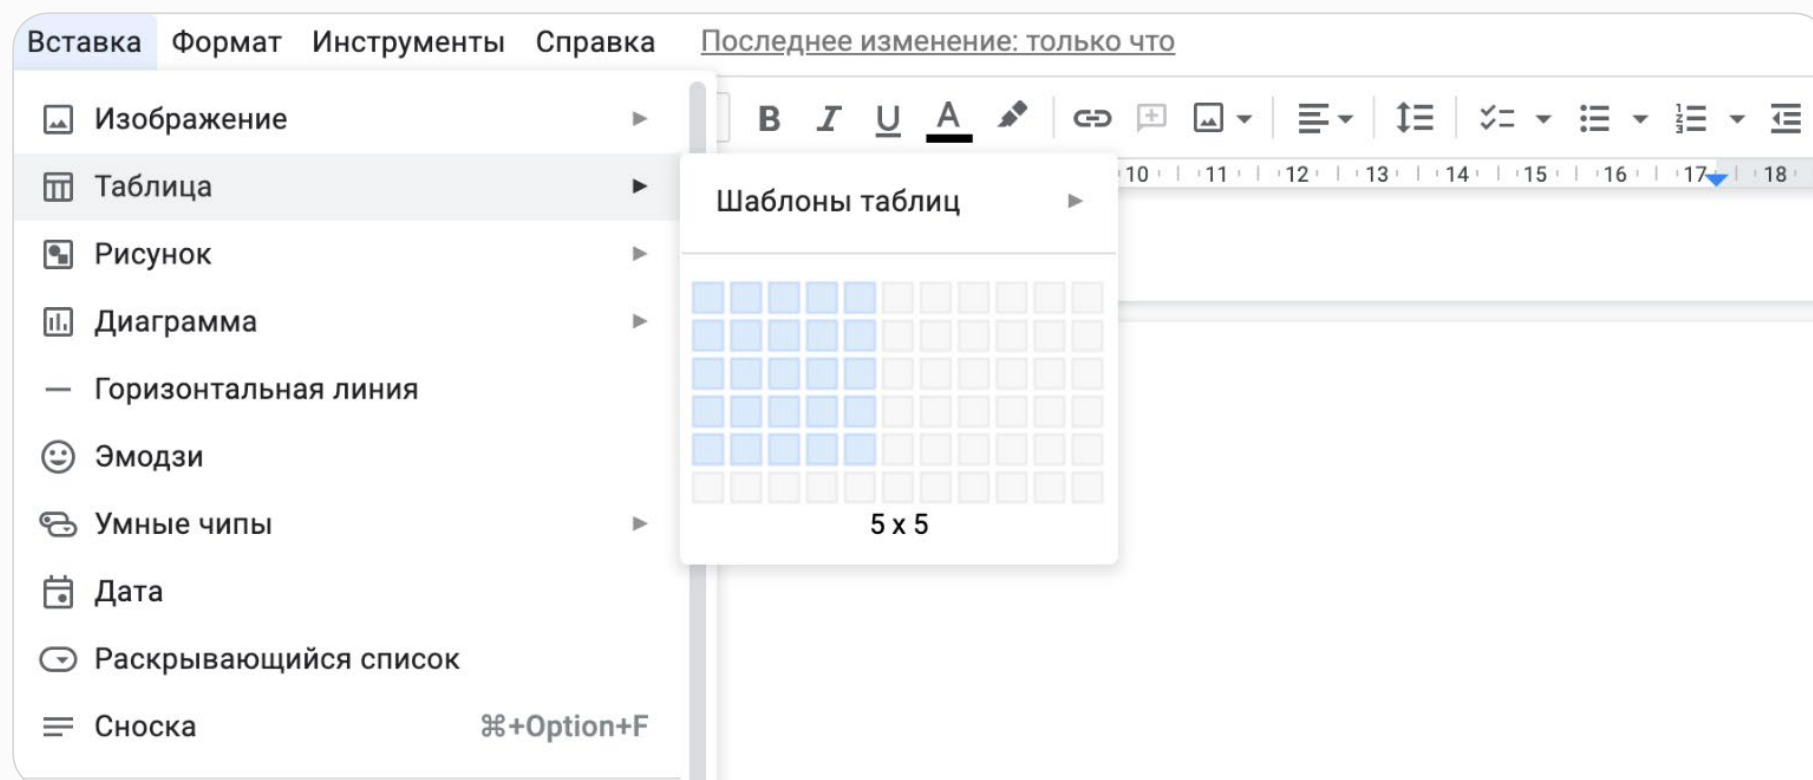 Вставка Формат Инструменты Справка Последнее изменение: только что
B I U A
10 11 12 13 14 15 16 17 18
Изображение
Таблица
Рисунок
Диаграмма
Горизонтальная линия
Эмодзи
Умные чипы
Дата
Раскрывающийся список
Сноска ⌘+Option+F
Шаблоны таблиц
5 x 5